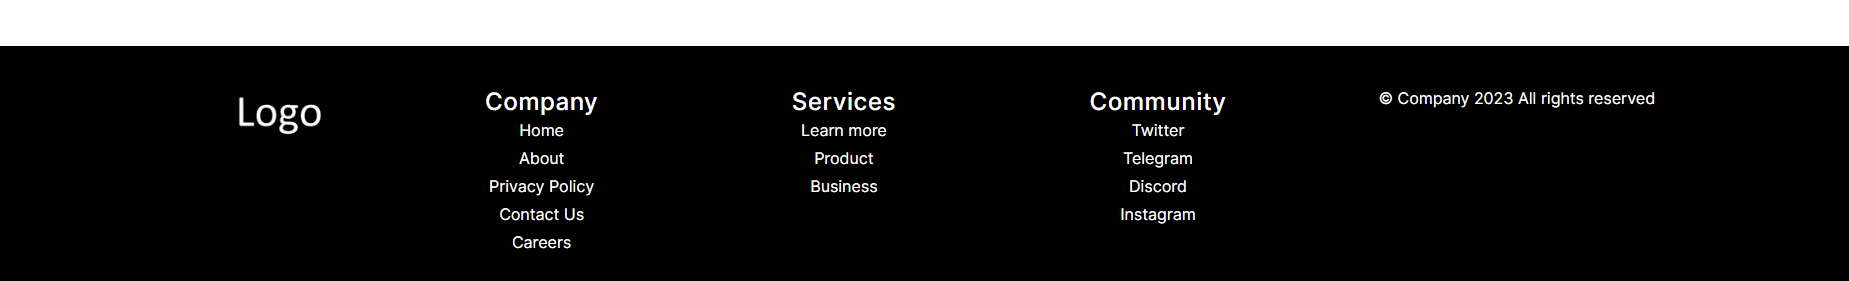 Logo
Company
Home
About
Privacy Policy
Contact Us
Careers
Services
Learn more
Product
Business
Community
Twitter
Telegram
Discord
Instagram
© Company 2023 All rights reserved